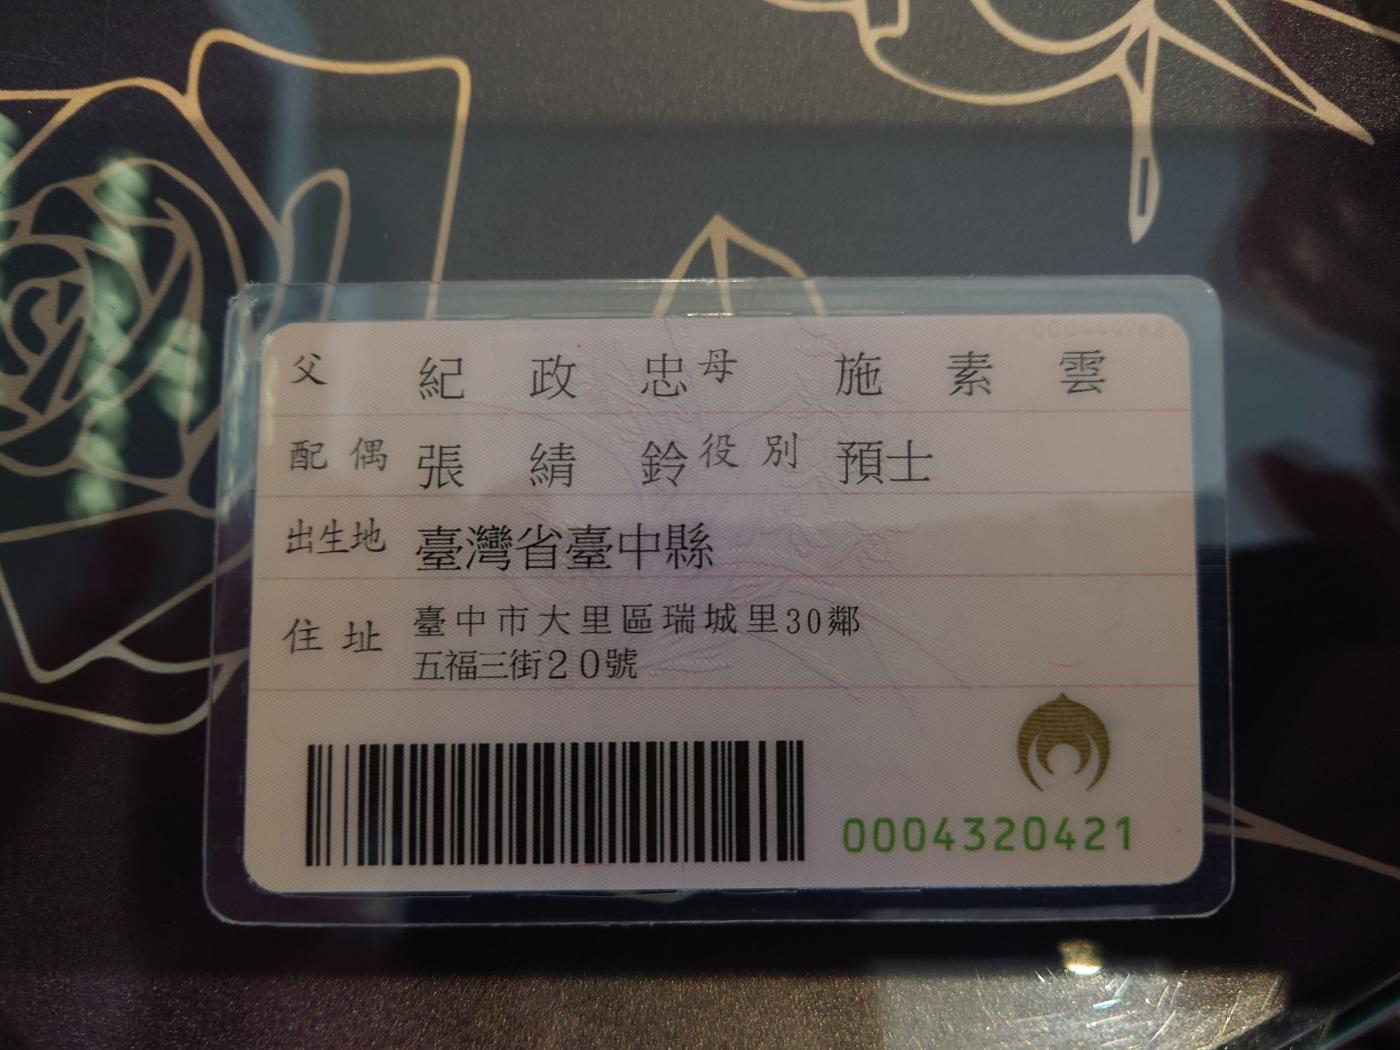 父 紀政忠 母 施素雲
配偶 張綪鈴 役別 預士
出生地 臺灣省臺中縣
住址 臺中市大里區瑞城里30鄰
五福三街20號
0004320421